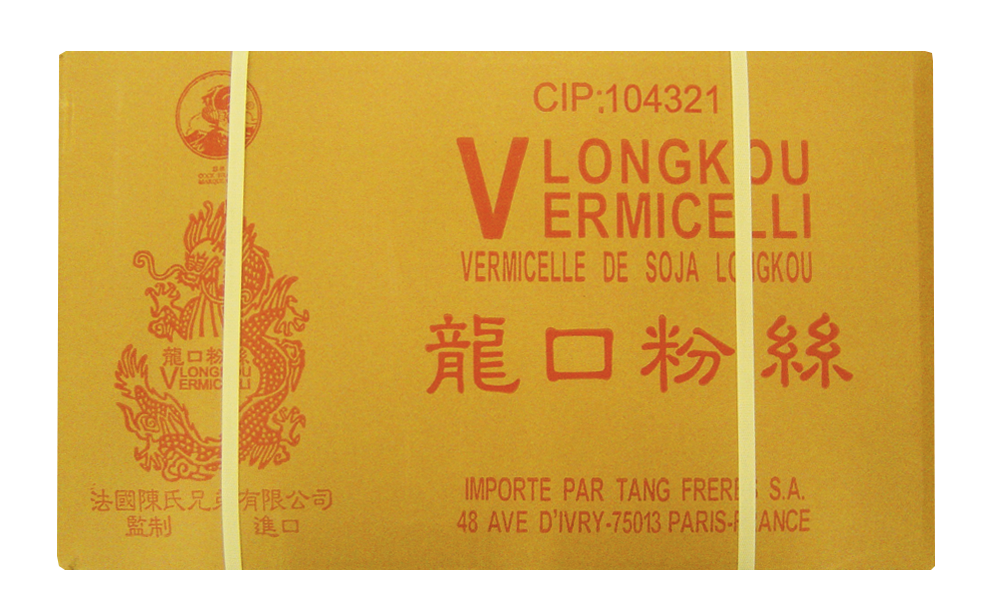 CIP:104321
LONGKOU
VERMICELLI
VERMICELLE DE SOJA LONGKOU
龍口粉絲
IMPORTE PAR TANG FRERES S.A.
48 AVE D'IVRY-75013 PARIS-FRANCE
龍口粉絲
LONGKOU
VERMICELLI
法國陳氏兄弟有限公司
監制 進口